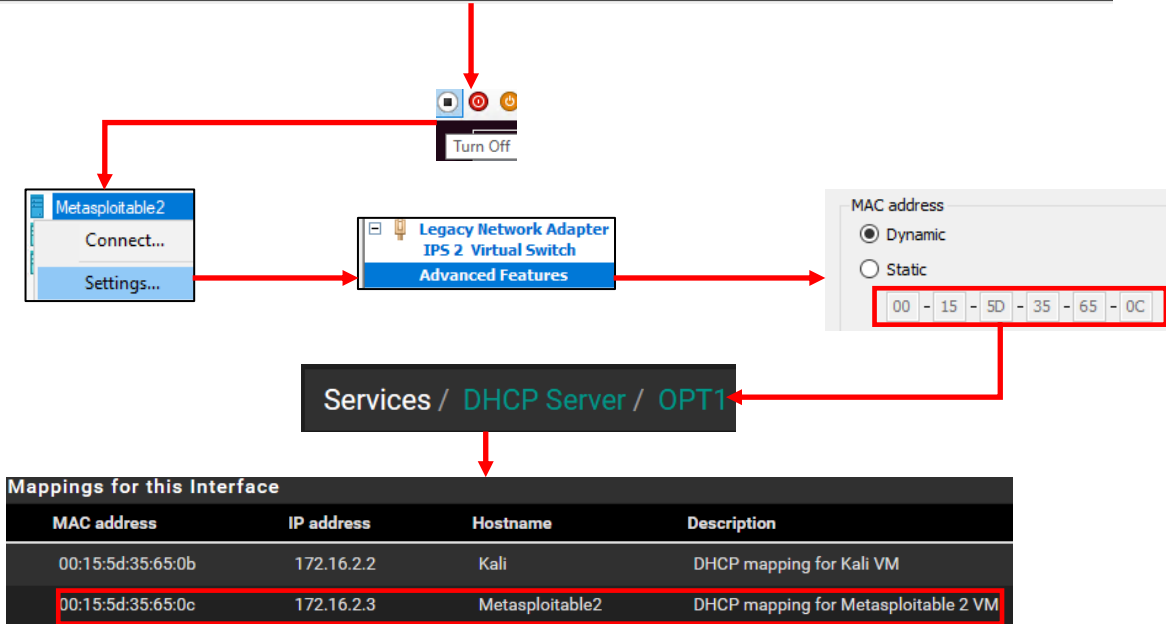 Turn Off
Metasploitable2
Connect...
Settings...
Legacy Network Adapter
IPS 2 Virtual Switch
Advanced Features
MAC address
Dynamic
Static
00 - 15 - 5D - 35 - 65 - 0C
Services / DHCP Server / OPT1
Mappings for this Interface
MAC address IP address Hostname Description
00:15:5d:35:65:0b 172.16.2.2 Kali DHCP mapping for Kali VM
00:15:5d:35:65:0c 172.16.2.3 Metasploitable2 DHCP mapping for Metasploitable 2 VM